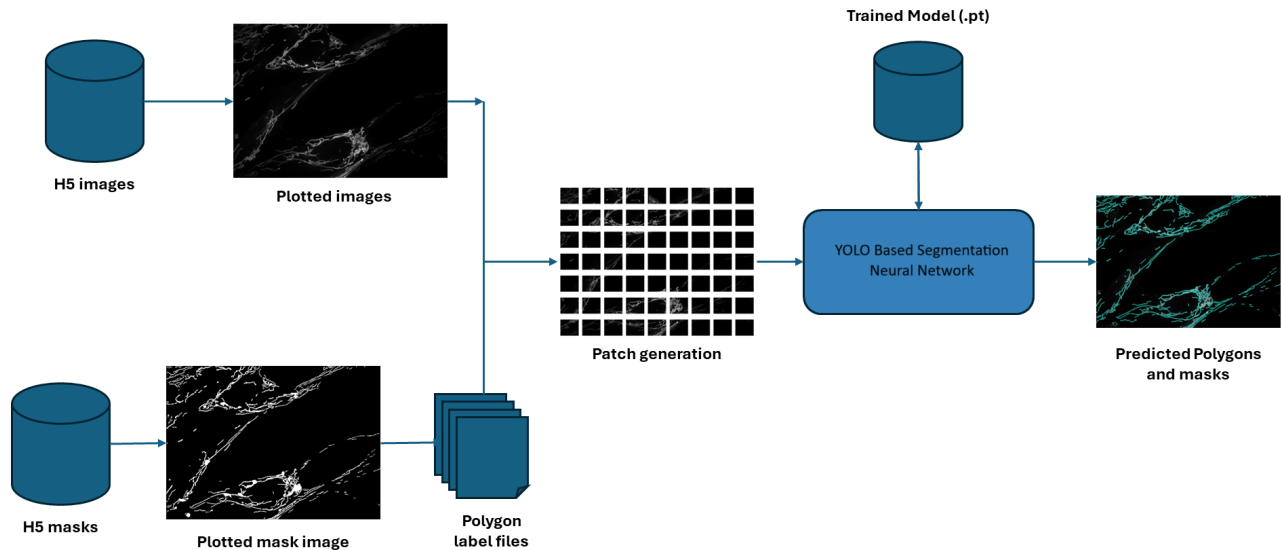 Trained Model (.pt)
H5 images
Plotted images
YOLO Based Segmentation
Neural Network
Patch generation
Predicted Polygons
and masks
H5 masks
Plotted mask image
Polygon
label files